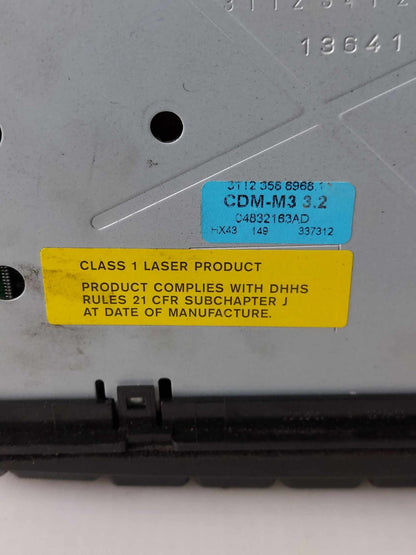 13641
3112 356 6968.11
CDM-M3 3.2
04832163AD
HX43 149 337312
CLASS 1 LASER PRODUCT
PRODUCT COMPLIES WITH DHHS
RULES 21 CFR SUBCHAPTER J
AT DATE OF MANUFACTURE.